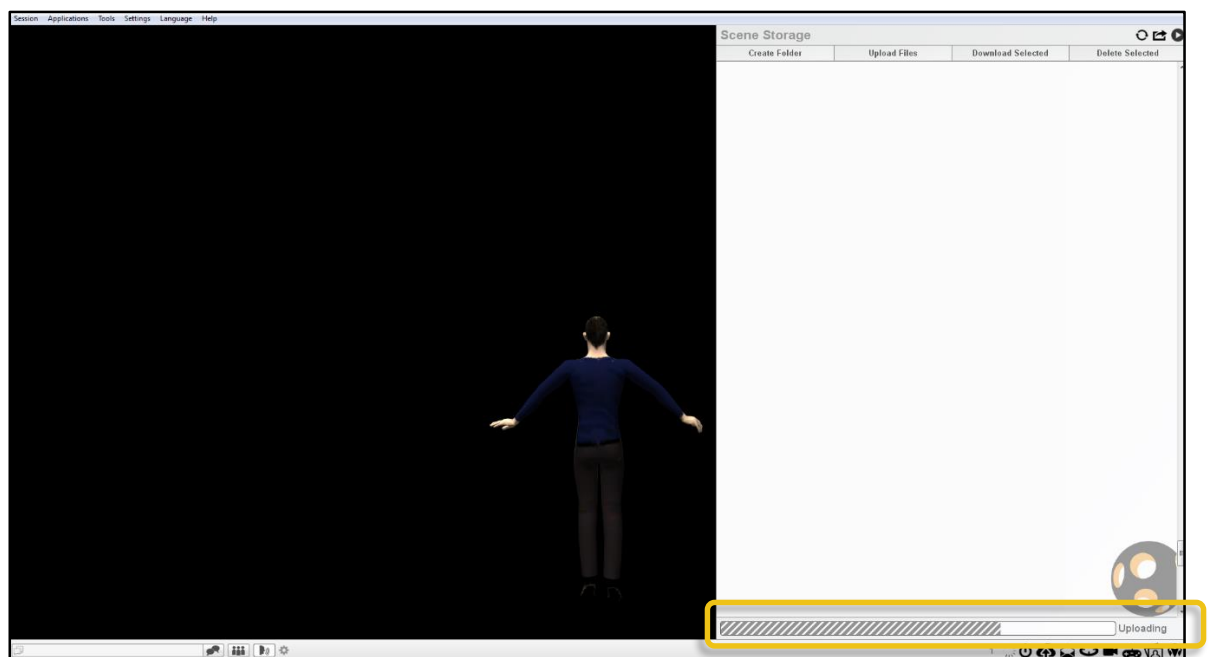 Session Applications Tools Settings Language Help
Scene Storage
Create Folder Upload Files Download Selected Delete Selected
Uploading